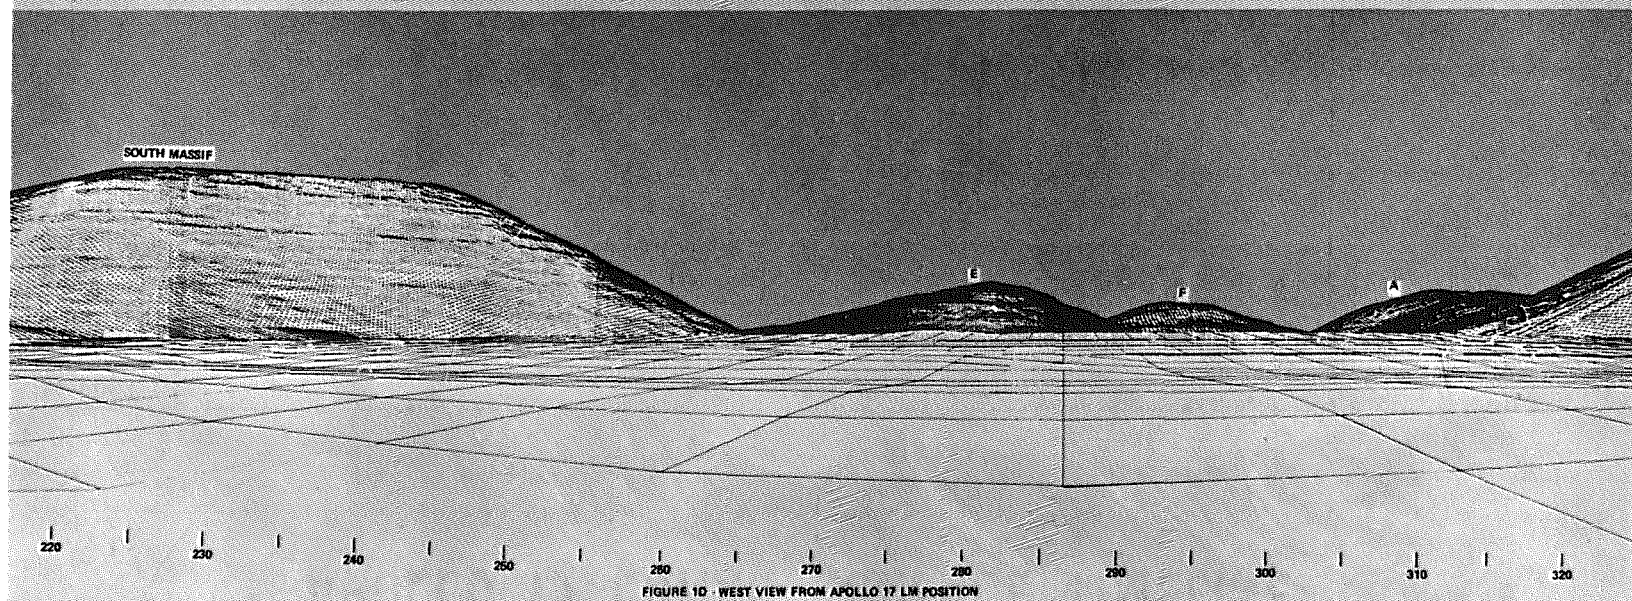 SOUTH MASSIF
E
F
A
220 230 240 250 260 270 280 290 300 310 320
FIGURE 1D - WEST VIEW FROM APOLLO 17 LM POSITION